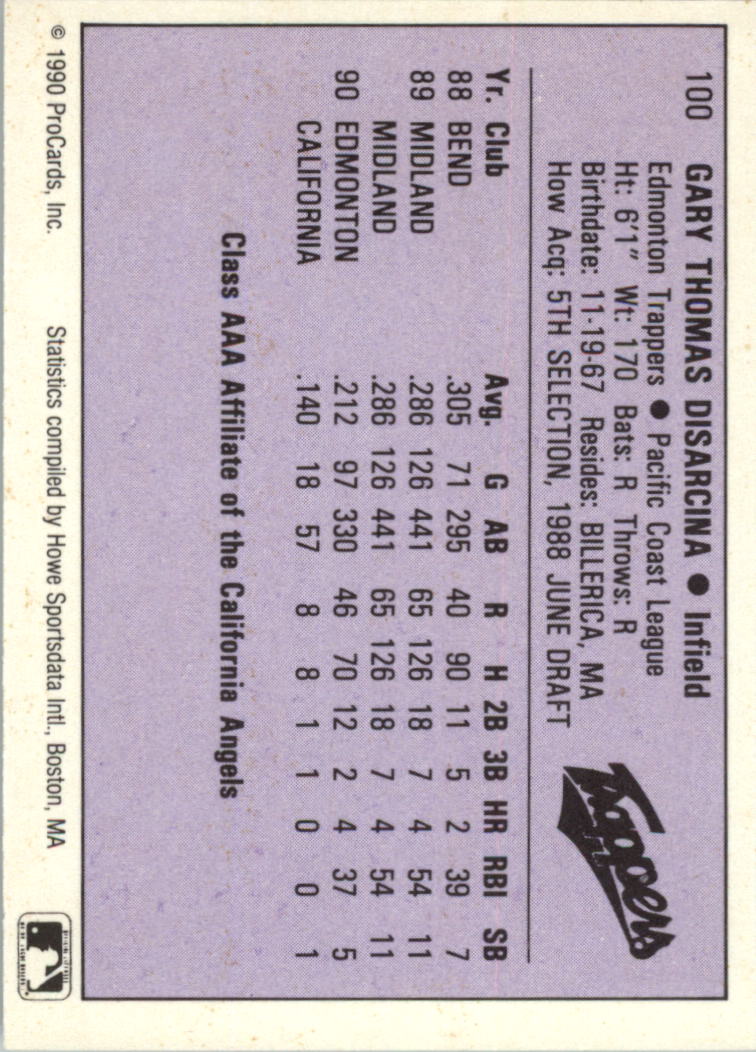 100 GARY THOMAS DISARCINA ● Infield
Edmonton Trappers ● Pacific Coast League
Ht: 6'1" Wt: 170 Bats: R Throws: R
Birthdate: 11-19-67 Resides: BILLERICA, MA
How Acq: 5TH SELECTION, 1988 JUNE DRAFT
Trappers
Yr. Club Avg. G AB R H 2B 3B HR RBI SB
88 BEND .305 71 295 40 90 11 5 2 39 7
89 MIDLAND .286 126 441 65 126 18 7 4 54 11
MIDLAND .286 126 441 65 126 18 7 4 54 11
90 EDMONTON .212 97 330 46 70 12 2 4 37 5
CALIFORNIA .140 18 57 8 8 1 1 0 0 1
Class AAA Affiliate of the California Angels
© 1990 ProCards, Inc. Statistics compiled by Howe Sportsdata Intl., Boston, MA